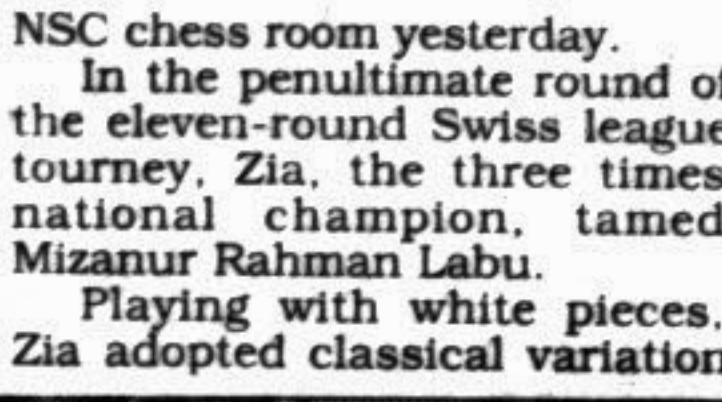 NSC chess room yesterday.
In the penultimate round of
the eleven-round Swiss league
tourney, Zia, the three times
national champion, tamed
Mizanur Rahman Labu.
Playing with white pieces,
Zia adopted classical variation